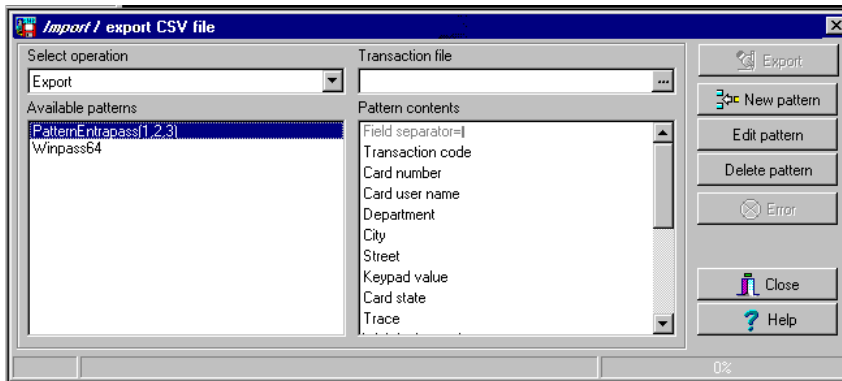 Import / export CSV file
Select operation
Transaction file
Export
Export
...
Available patterns
Pattern contents
New pattern
PatternEntrapass(1,2,3)
Winpass64
Field separator=|
Transaction code
Card number
Card user name
Department
City
Street
Keypad value
Card state
Trace
Edit pattern
Delete pattern
Error
Close
Help
0%